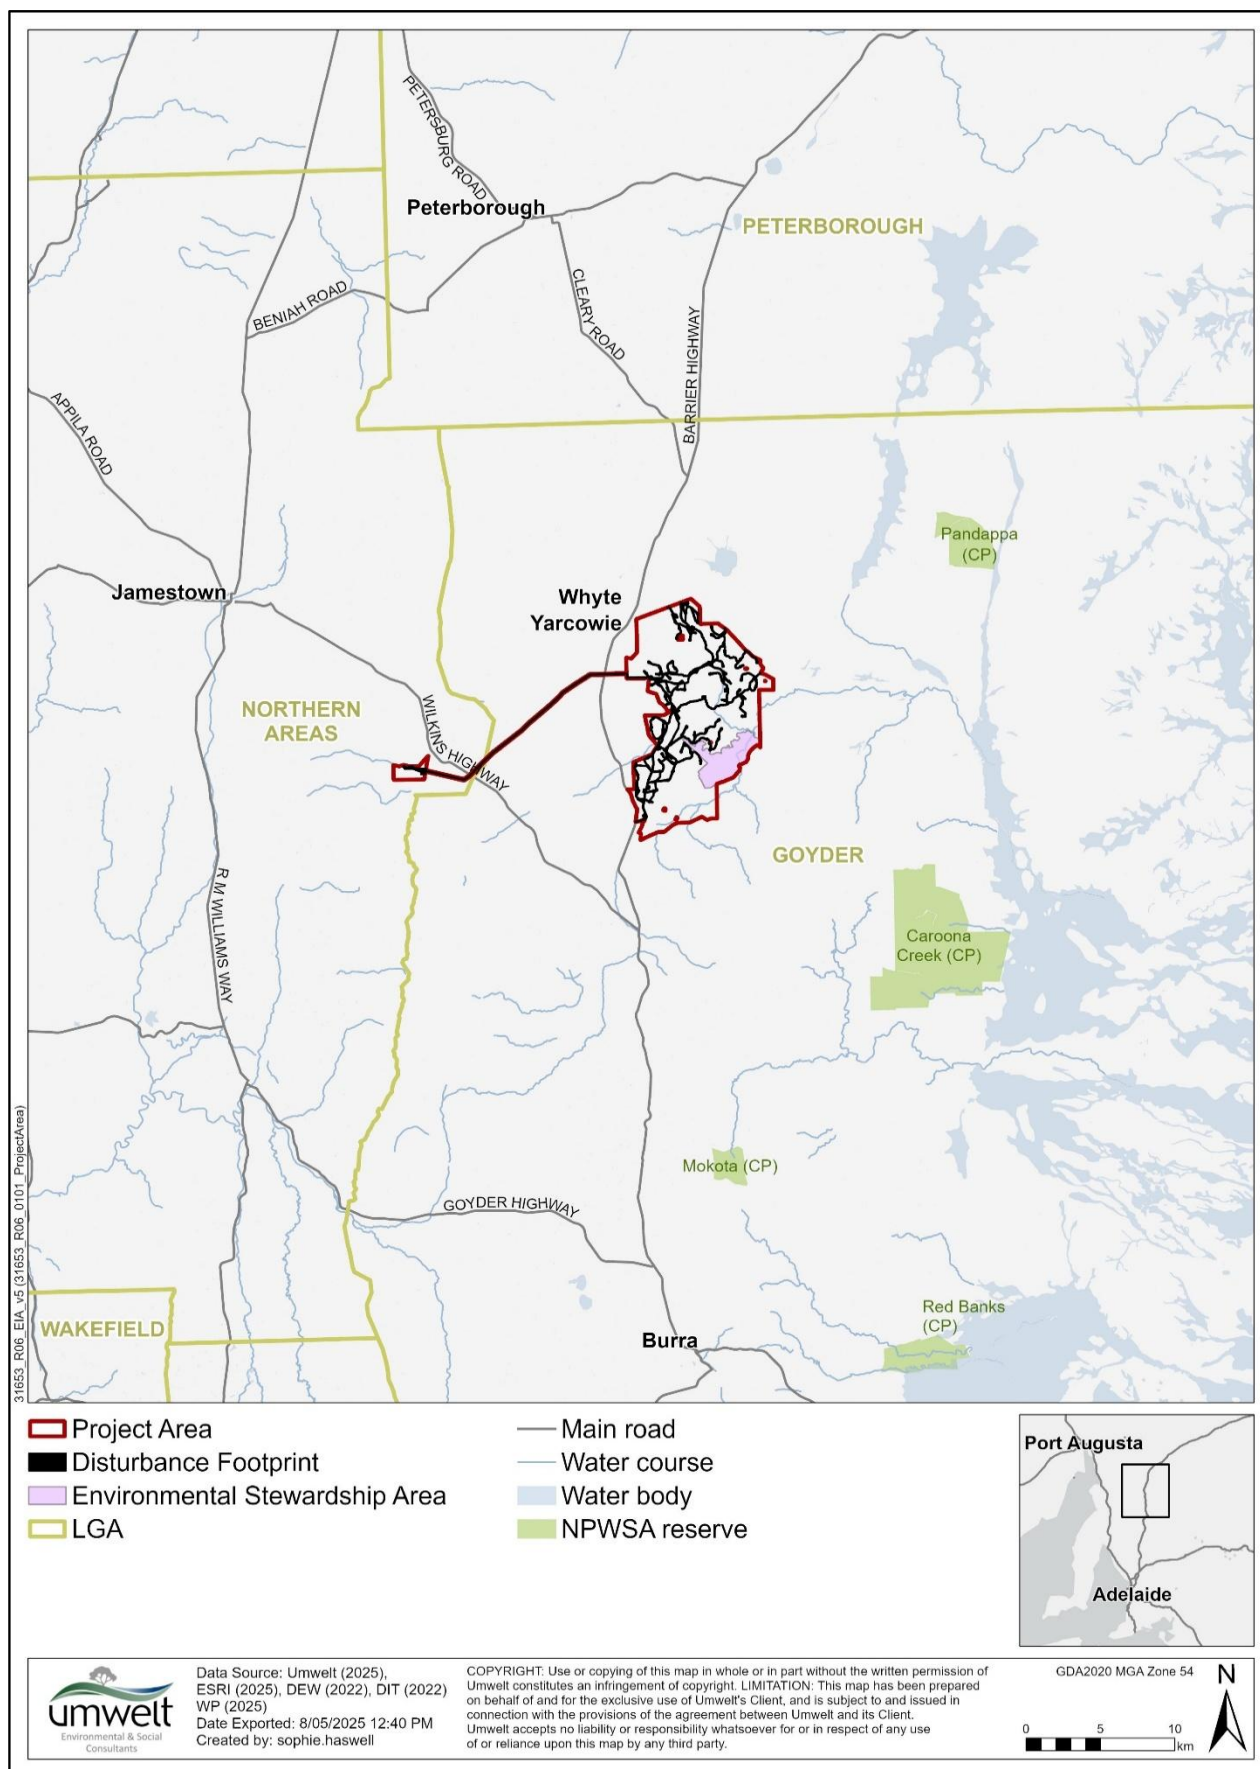 PETERSBURG ROAD
Peterborough
PETERBOROUGH
BENIAH ROAD
CLEARY ROAD
BARRIER HIGHWAY
APPILA ROAD
Pandappa
(CP)
Jamestown
Whyte
Yarcowie
NORTHERN
AREAS
WILKINS HIGHWAY
GOYDER
R M WILLIAMS WAY
Caroona
Creek (CP)
Mokota (CP)
GOYDER HIGHWAY
Red Banks
(CP)
WAKEFIELD
Burra
31653_R06_EIA_v5 (31653_R06_0101_ProjectArea)
Project Area
Disturbance Footprint
Environmental Stewardship Area
LGA
Main road
Water course
Water body
NPWSA reserve
Port Augusta
Adelaide
umwelt
Environmental & Social
Consultants
Data Source: Umwelt (2025),
ESRI (2025), DEW (2022), DIT (2022)
WP (2025)
Date Exported: 8/05/2025 12:40 PM
Created by: sophie.haswell
COPYRIGHT: Use or copying of this map in whole or in part without the written permission of
Umwelt constitutes an infringement of copyright. LIMITATION: This map has been prepared
on behalf of and for the exclusive use of Umwelt's Client, and is subject to and issued in
connection with the provisions of the agreement between Umwelt and its Client.
Umwelt accepts no liability or responsibility whatsoever for or in respect of any use
of or reliance upon this map by any third party.
GDA2020 MGA Zone 54
N
0 5 10
km